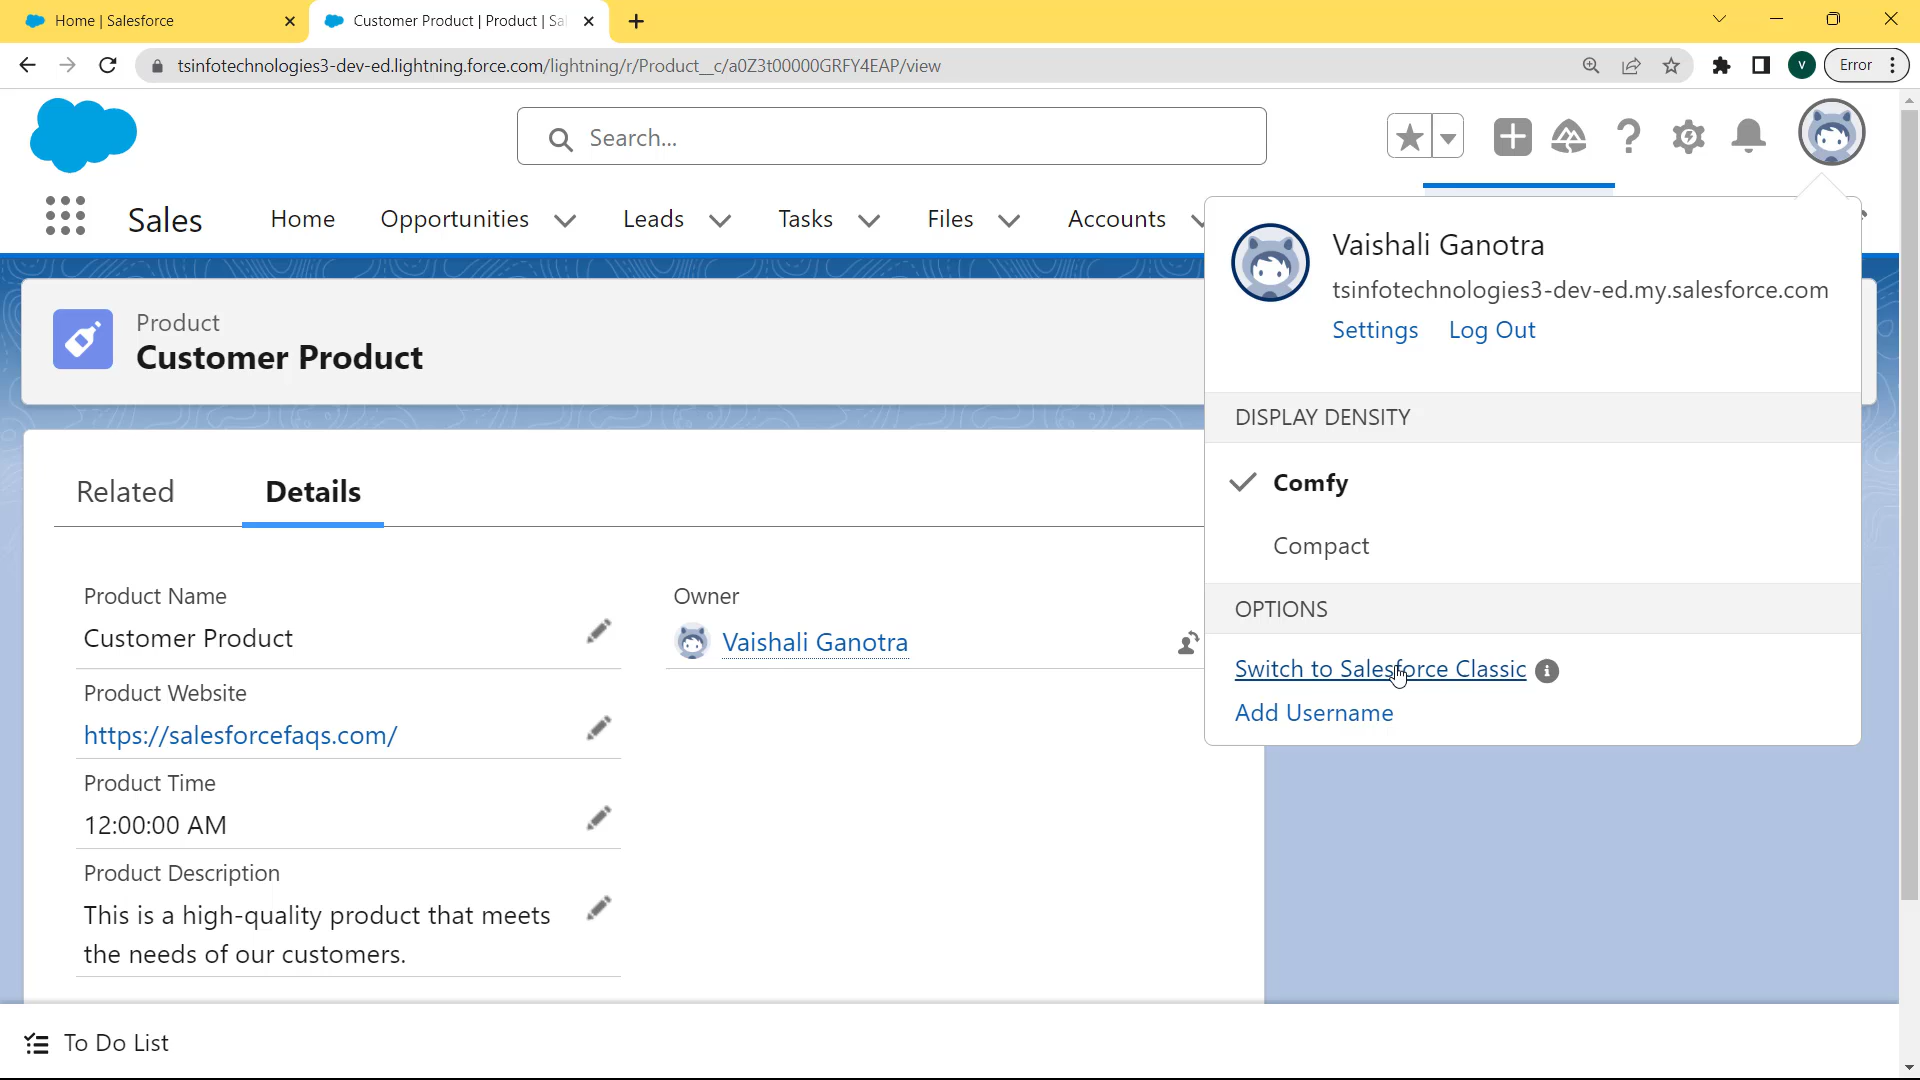 Home | Salesforce
Customer Product | Product | Sa
tsinfotechnologies3-dev-ed.lightning.force.com/lightning/r/Product__c/a0Z3t00000GRFY4EAP/view
V
Error
Search...
Sales
Home
Opportunities
Leads
Tasks
Files
Accounts
Vaishali Ganotra
tsinfotechnologies3-dev-ed.my.salesforce.com
Settings Log Out
Product
Customer Product
DISPLAY DENSITY
Comfy
Compact
OPTIONS
Switch to Salesforce Classic
Add Username
Related
Details
Product Name
Customer Product
Owner
Vaishali Ganotra
Product Website
https://salesforcefaqs.com/
Product Time
12:00:00 AM
Product Description
This is a high-quality product that meets
the needs of our customers.
To Do List